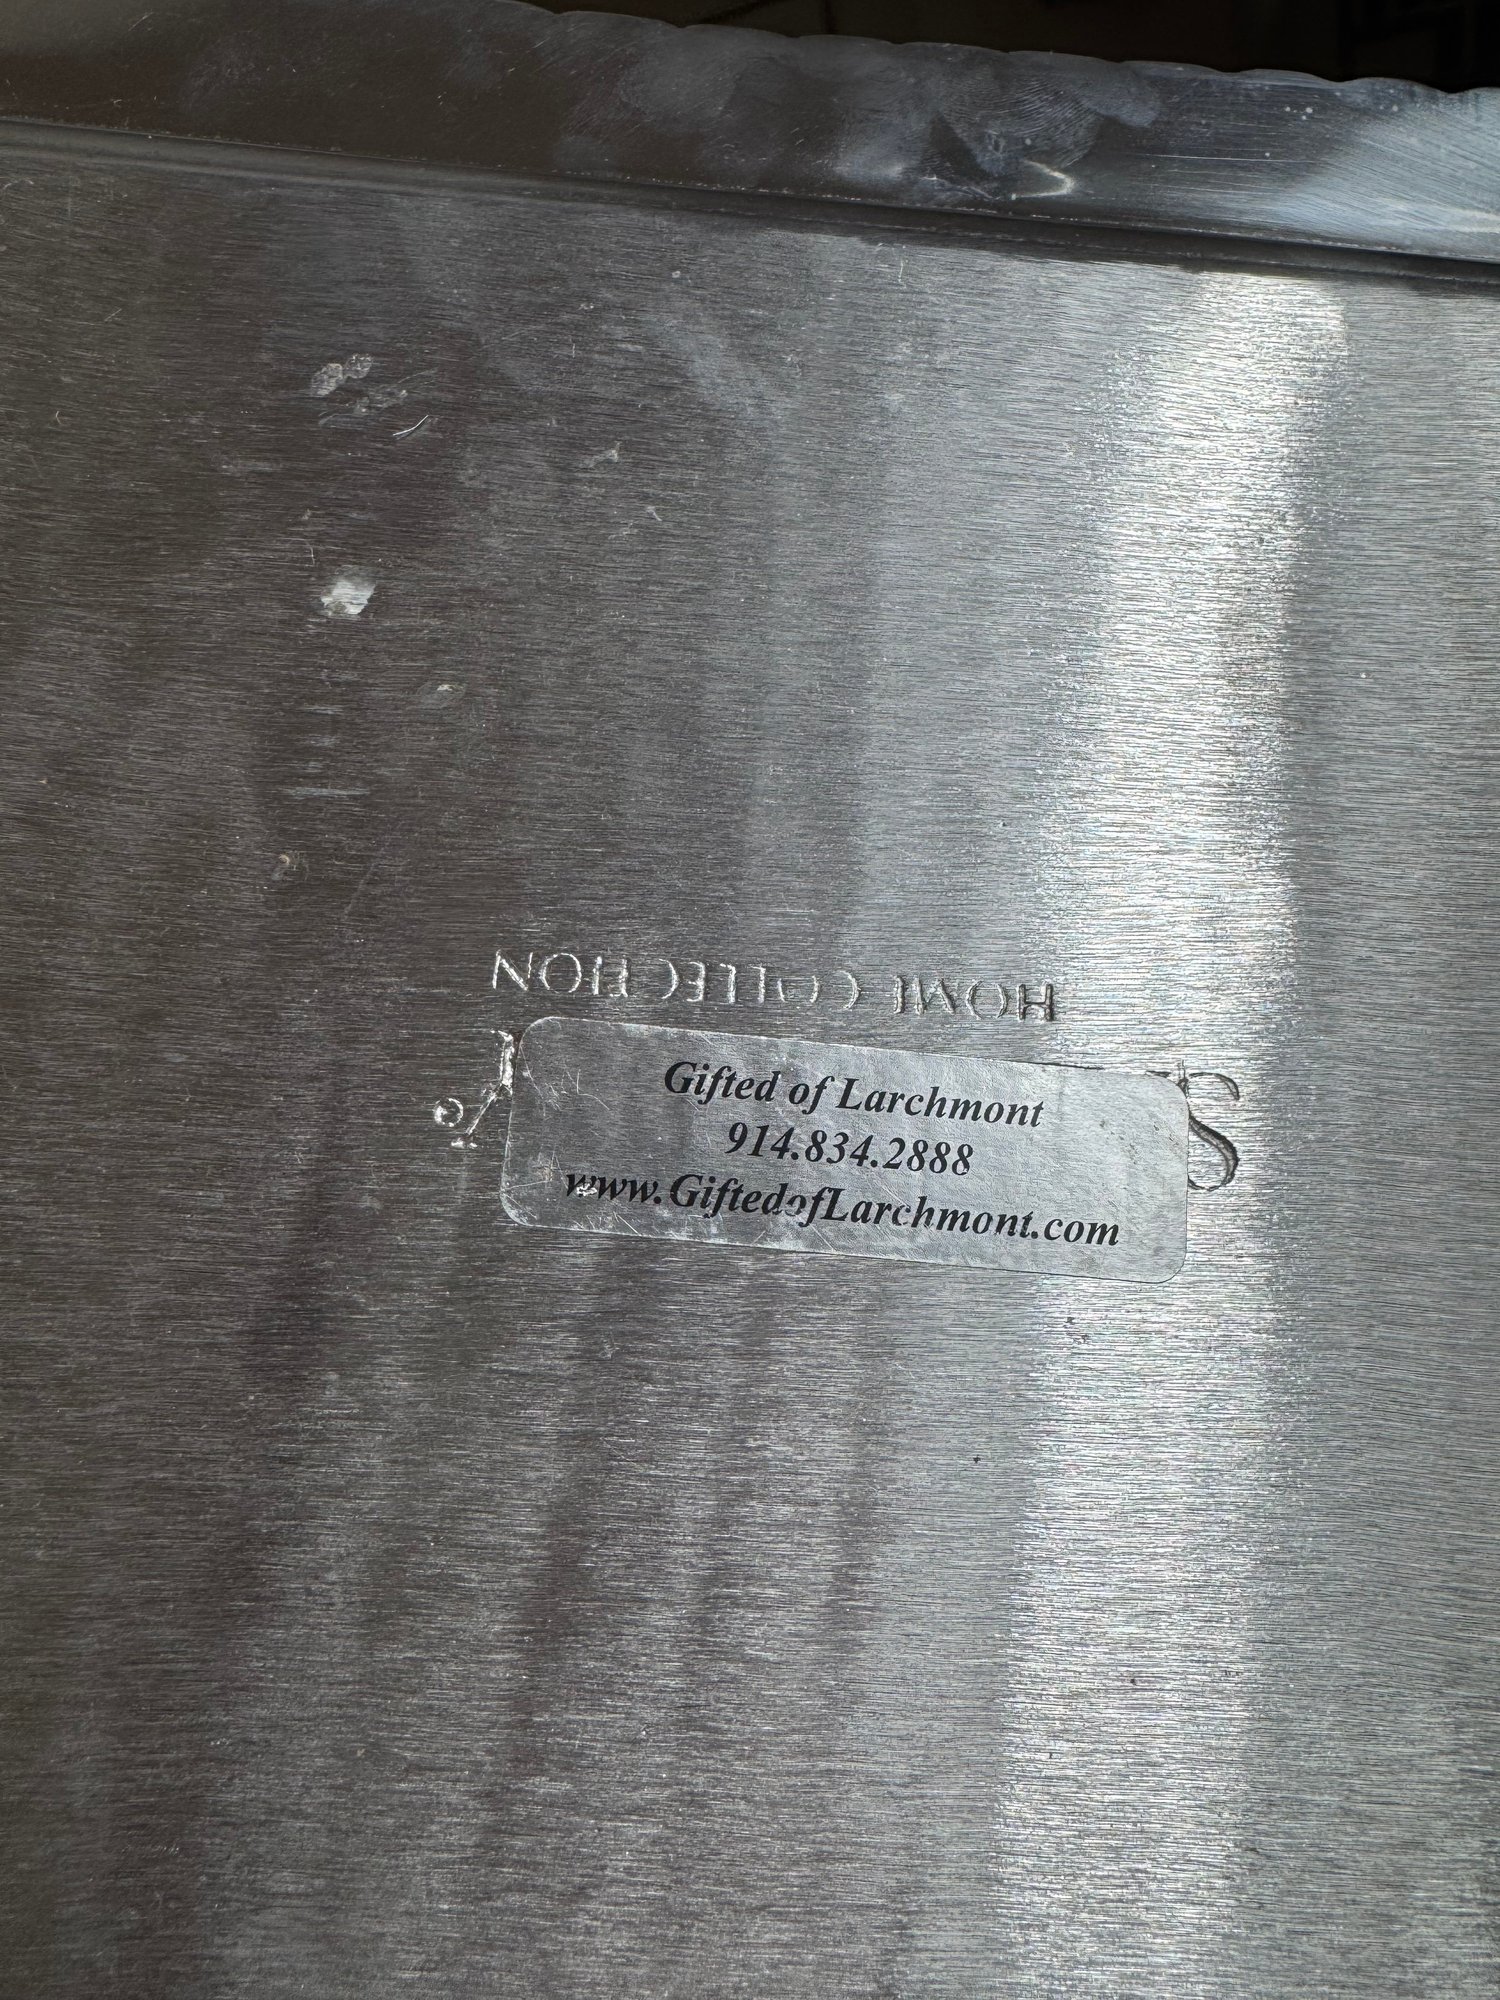 HOME COLLECTION
Gifted of Larchmont
914.834.2888
www.GiftedofLarchmont.com